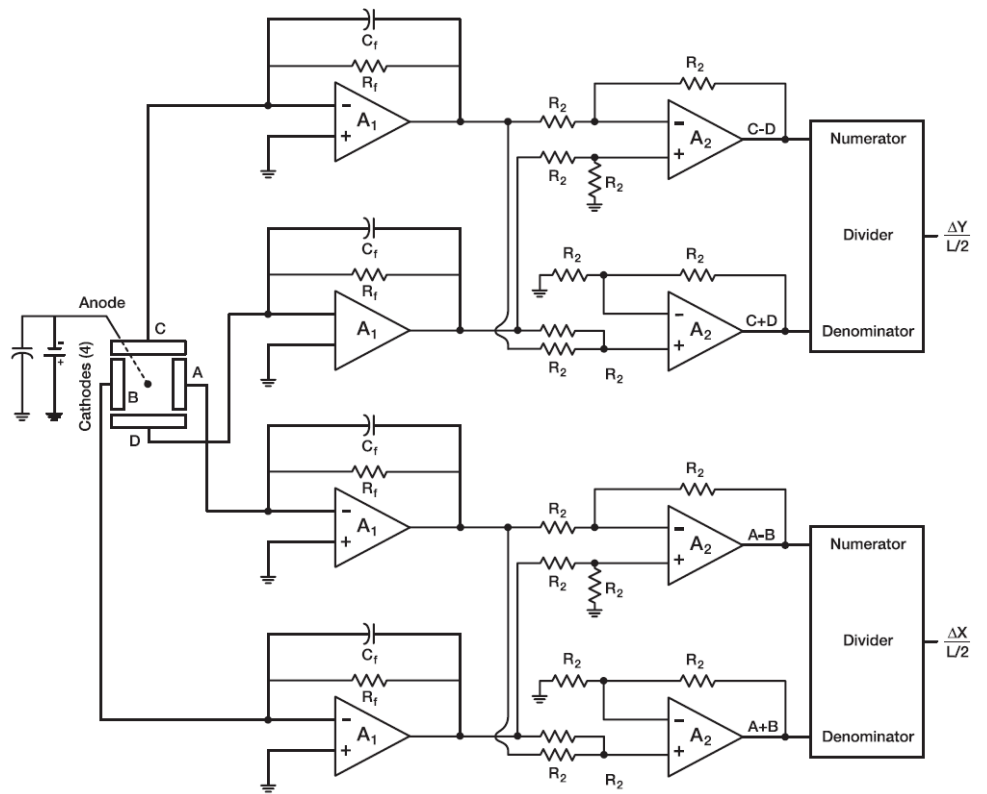 Cf
Rf
A1
-
+
R2
R2
R2
R2
A2
-
+
C-D
Numerator
Divider
Denominator
ΔY
L/2
Cf
Rf
A1
-
+
R2
R2
R2
R2
A2
-
+
C+D
Anode
Cathodes (4)
-
+
C
A
B
D
Cf
Rf
A1
-
+
R2
R2
R2
R2
A2
-
+
A-B
Numerator
Divider
Denominator
ΔX
L/2
Cf
Rf
A1
-
+
R2
R2
R2
R2
A2
-
+
A+B